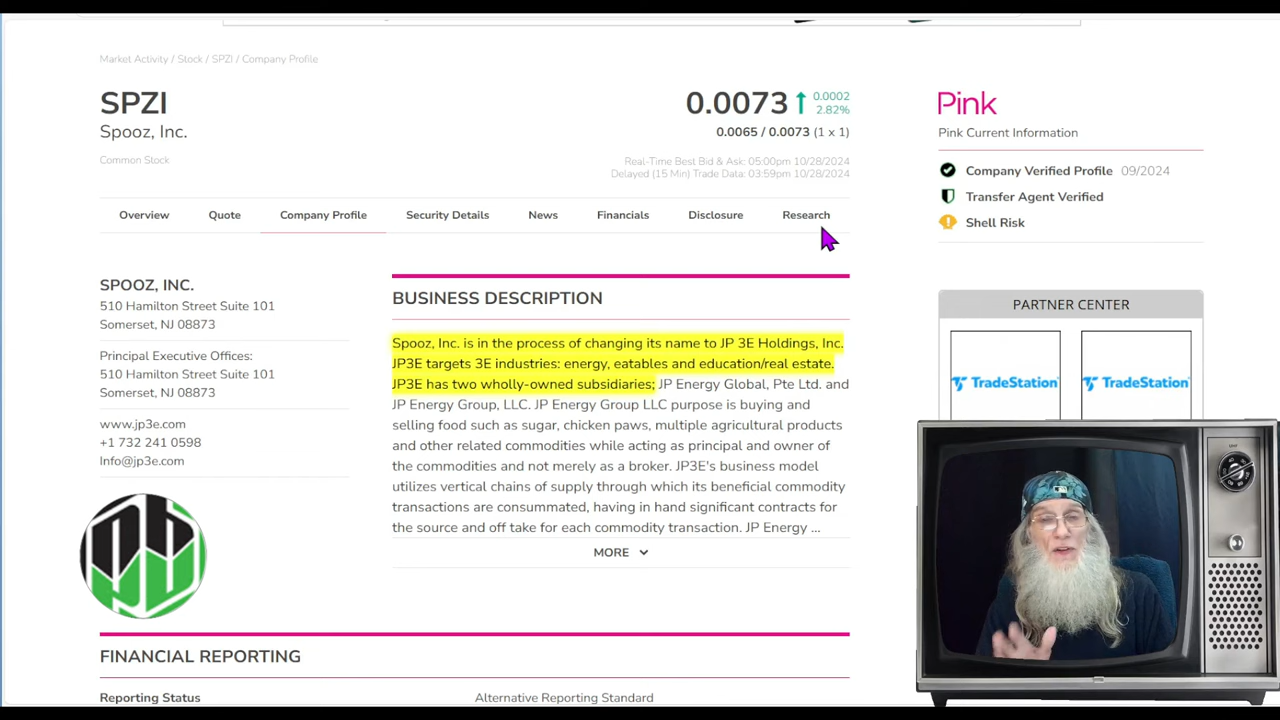 Market Activity / Stock / SPZI / Company Profile
SPZI
Spooz, Inc.
Common Stock
0.0073
0.0002
2.82%
0.0065 / 0.0073 (1 x 1)
Real-Time Best Bid & Ask: 05:00pm 10/28/2024
Delayed (15 Min) Trade Data: 03:59pm 10/28/2024
Pink
Pink Current Information
Company Verified Profile 09/2024
Transfer Agent Verified
Shell Risk
Overview Quote Company Profile Security Details News Financials Disclosure Research
SPOOZ, INC.
510 Hamilton Street Suite 101
Somerset, NJ 08873
Principal Executive Offices:
510 Hamilton Street Suite 101
Somerset, NJ 08873
www.jp3e.com
+1 732 241 0598
Info@jp3e.com
BUSINESS DESCRIPTION
Spooz, Inc. is in the process of changing its name to JP 3E Holdings, Inc.
JP3E targets 3E industries: energy, eatables and education/real estate.
JP3E has two wholly-owned subsidiaries; JP Energy Global, Pte Ltd. and
JP Energy Group, LLC. JP Energy Group LLC purpose is buying and
selling food such as sugar, chicken paws, multiple agricultural products
and other related commodities while acting as principal and owner of
the commodities and not merely as a broker. JP3E's business model
utilizes vertical chains of supply through which its beneficial commodity
transactions are consummated, having in hand significant contracts for
the source and off take for each commodity transaction. JP Energy ...
MORE
PARTNER CENTER
TradeStation
TradeStation
FINANCIAL REPORTING
Reporting Status Alternative Reporting Standard